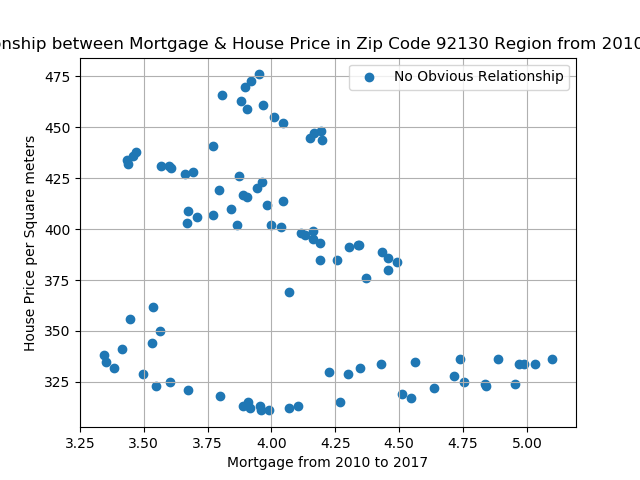 onship between Mortgage & House Price in Zip Code 92130 Region from 2010
No Obvious Relationship
House Price per Square meters
475
450
425
400
375
350
325
3.25 3.50 3.75 4.00 4.25 4.50 4.75 5.00
Mortgage from 2010 to 2017